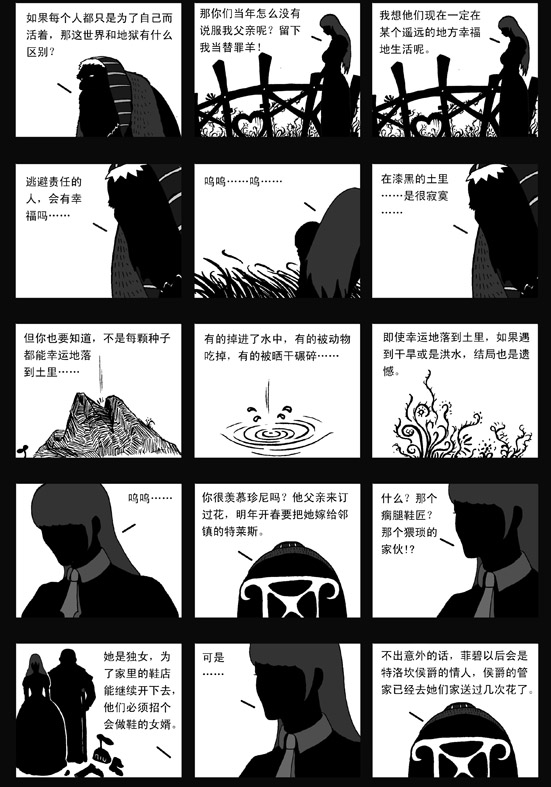 如果每个人都只是为了自己而
活着，那这世界和地狱有什么
区别？
那你们当年怎么没有
说服我父亲呢？留下
我当替罪羊！
我想他们现在一定在
某个遥远的地方幸福
地生活呢。
逃避责任的
人，会有幸
福吗……
呜呜……呜……
在漆黑的土里
……是很寂寞
……
但你也要知道，不是每颗种子
都能幸运地落
到土里……
有的掉进了水中，有的被动物
吃掉，有的被晒干碾碎……
即使幸运地落到土里，如果遇
到干旱或是洪水，结局也是遗
憾。
呜呜……
你很羡慕珍尼吗？他父亲来订
过花，明年开春要把她嫁给邻
镇的特莱斯。
什么？那个
瘸腿鞋匠？
那个猥琐的
家伙!？
她是独女，为
了家里的鞋店
能继续开下去，
他们必须招个
会做鞋的女婿。
可是
……
不出意外的话，菲碧以后会是
特洛坎侯爵的情人，侯爵的管
家已经去她们家送过几次花了。